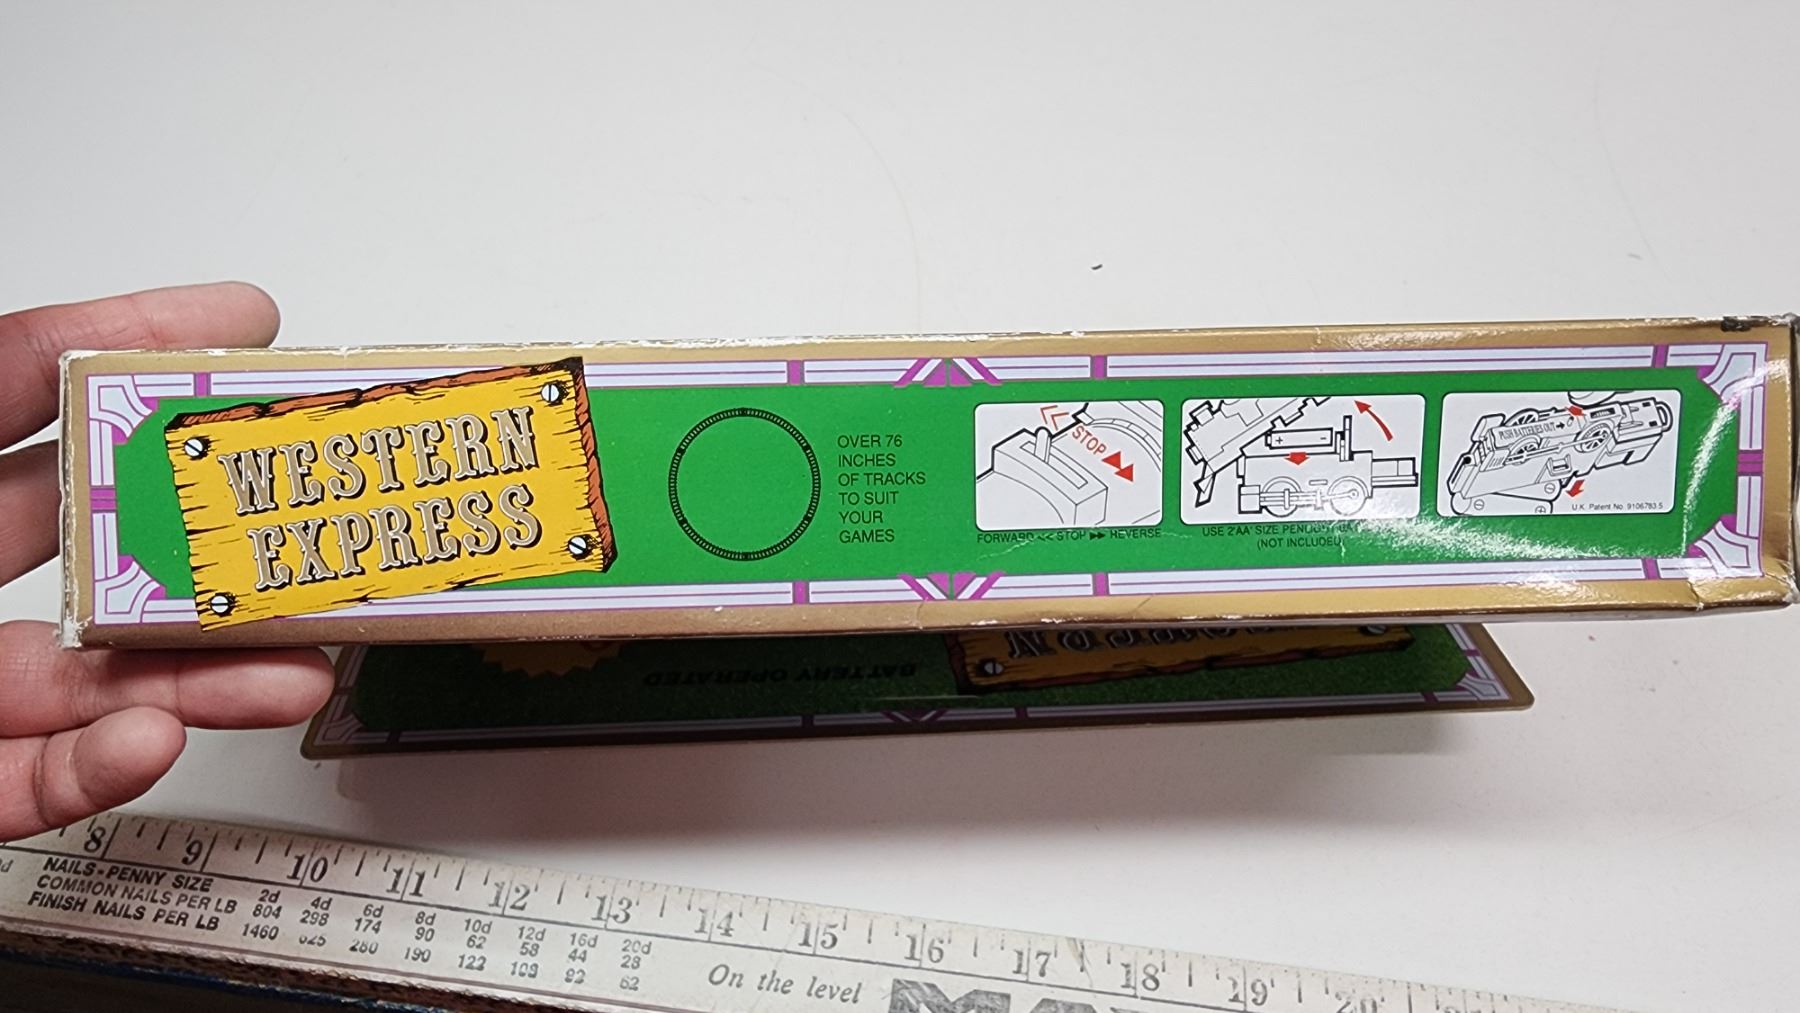 WESTERN
EXPRESS
OVER 76
INCHES
OF TRACKS
TO SUIT
YOUR
GAMES
STOP
FORWARD << STOP ▶▶ REVERSE
USE 2'AA' SIZE PENLIGHT
(NOT INCLUDED)
PUSH BATTERIES OUT →
U.K. Patent No. 9106783.5
BATTERY OPERATED
8 9 10 11 12 13 14 15 16 17 18 19 20
NAILS-PENNY SIZE 2d 4d 6d 8d 10d 12d 16d 20d
COMMON NAILS PER LB 804 298 174 90 62 58 44 28
FINISH NAILS PER LB 1460 625 280 190 122 108 92 62
On the level